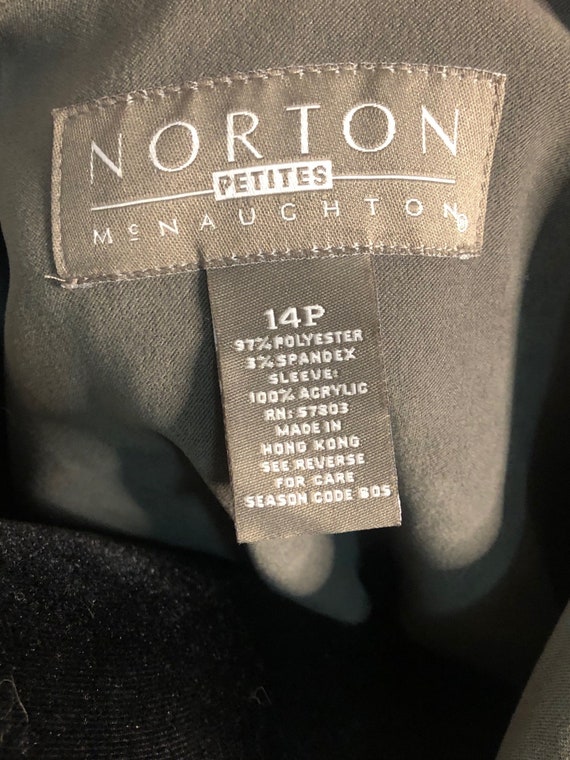 NORTON
PETITES
McNAUGHTON®
14P
97% POLYESTER
3% SPANDEX
SLEEVE:
100% ACRYLIC
RN: 57803
MADE IN
HONG KONG
SEE REVERSE
FOR CARE
SEASON CODE 805